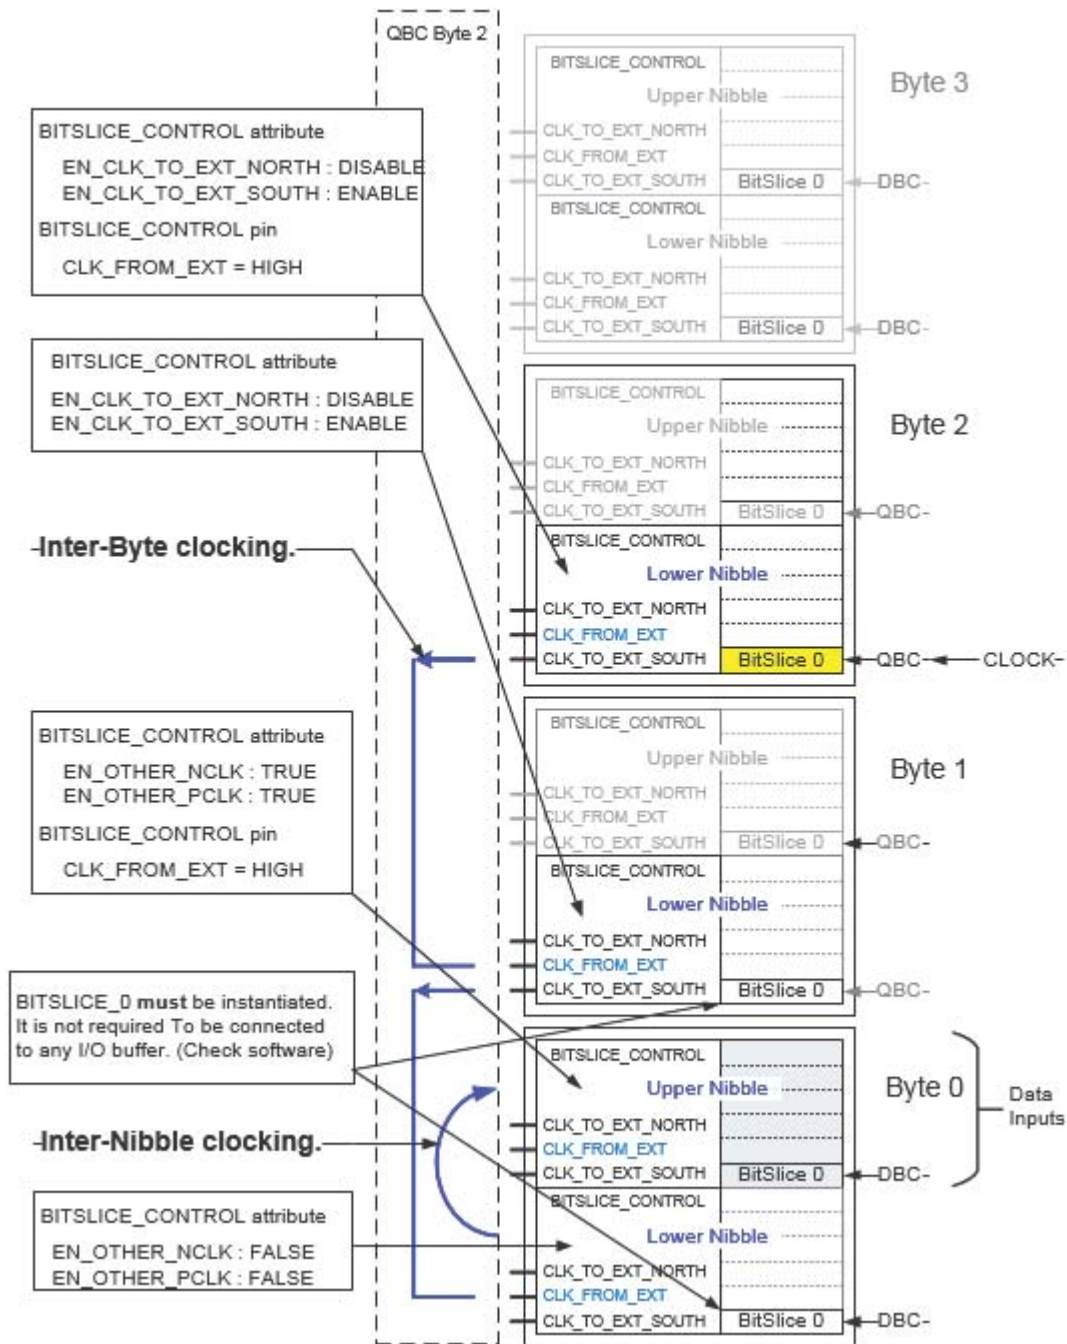 QBC Byte 2
BITSLICE_CONTROL
Upper Nibble
CLK_TO_EXT_NORTH
CLK_FROM_EXT
CLK_TO_EXT_SOUTH
BitSlice 0
DBC
Byte 3
BITSLICE_CONTROL
Lower Nibble
CLK_TO_EXT_NORTH
CLK_FROM_EXT
CLK_TO_EXT_SOUTH
BitSlice 0
DBC
BITSLICE_CONTROL attribute
EN_CLK_TO_EXT_NORTH : DISABLE
EN_CLK_TO_EXT_SOUTH : ENABLE
BITSLICE_CONTROL pin
CLK_FROM_EXT = HIGH
BITSLICE_CONTROL attribute
EN_CLK_TO_EXT_NORTH : DISABLE
EN_CLK_TO_EXT_SOUTH : ENABLE
BITSLICE_CONTROL
Upper Nibble
CLK_TO_EXT_NORTH
CLK_FROM_EXT
CLK_TO_EXT_SOUTH
BitSlice 0
QBC
Byte 2
BITSLICE_CONTROL
Lower Nibble
CLK_TO_EXT_NORTH
CLK_FROM_EXT
CLK_TO_EXT_SOUTH
BitSlice 0
QBC
CLOCK
Inter-Byte clocking.
BITSLICE_CONTROL attribute
EN_OTHER_NCLK : TRUE
EN_OTHER_PCLK : TRUE
BITSLICE_CONTROL pin
CLK_FROM_EXT = HIGH
BITSLICE_CONTROL
Upper Nibble
CLK_TO_EXT_NORTH
CLK_FROM_EXT
CLK_TO_EXT_SOUTH
BitSlice 0
QBC
Byte 1
BITSLICE_CONTROL
Lower Nibble
CLK_TO_EXT_NORTH
CLK_FROM_EXT
CLK_TO_EXT_SOUTH
BitSlice 0
QBC
BITSLICE_0 must be instantiated.
It is not required To be connected
to any I/O buffer. (Check software)
Inter-Nibble clocking.
BITSLICE_CONTROL
Upper Nibble
CLK_TO_EXT_NORTH
CLK_FROM_EXT
CLK_TO_EXT_SOUTH
BitSlice 0
DBC
Byte 0
Data
Inputs
BITSLICE_CONTROL attribute
EN_OTHER_NCLK : FALSE
EN_OTHER_PCLK : FALSE
BITSLICE_CONTROL
Lower Nibble
CLK_TO_EXT_NORTH
CLK_FROM_EXT
CLK_TO_EXT_SOUTH
BitSlice 0
DBC